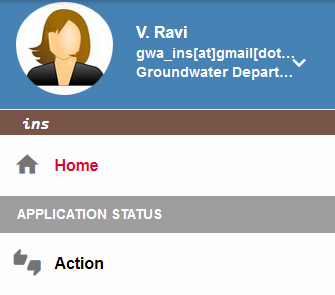 V. Ravi
gwa_ins[at]gmail[dot...
Groundwater Depart...
ins
Home
APPLICATION STATUS
Action